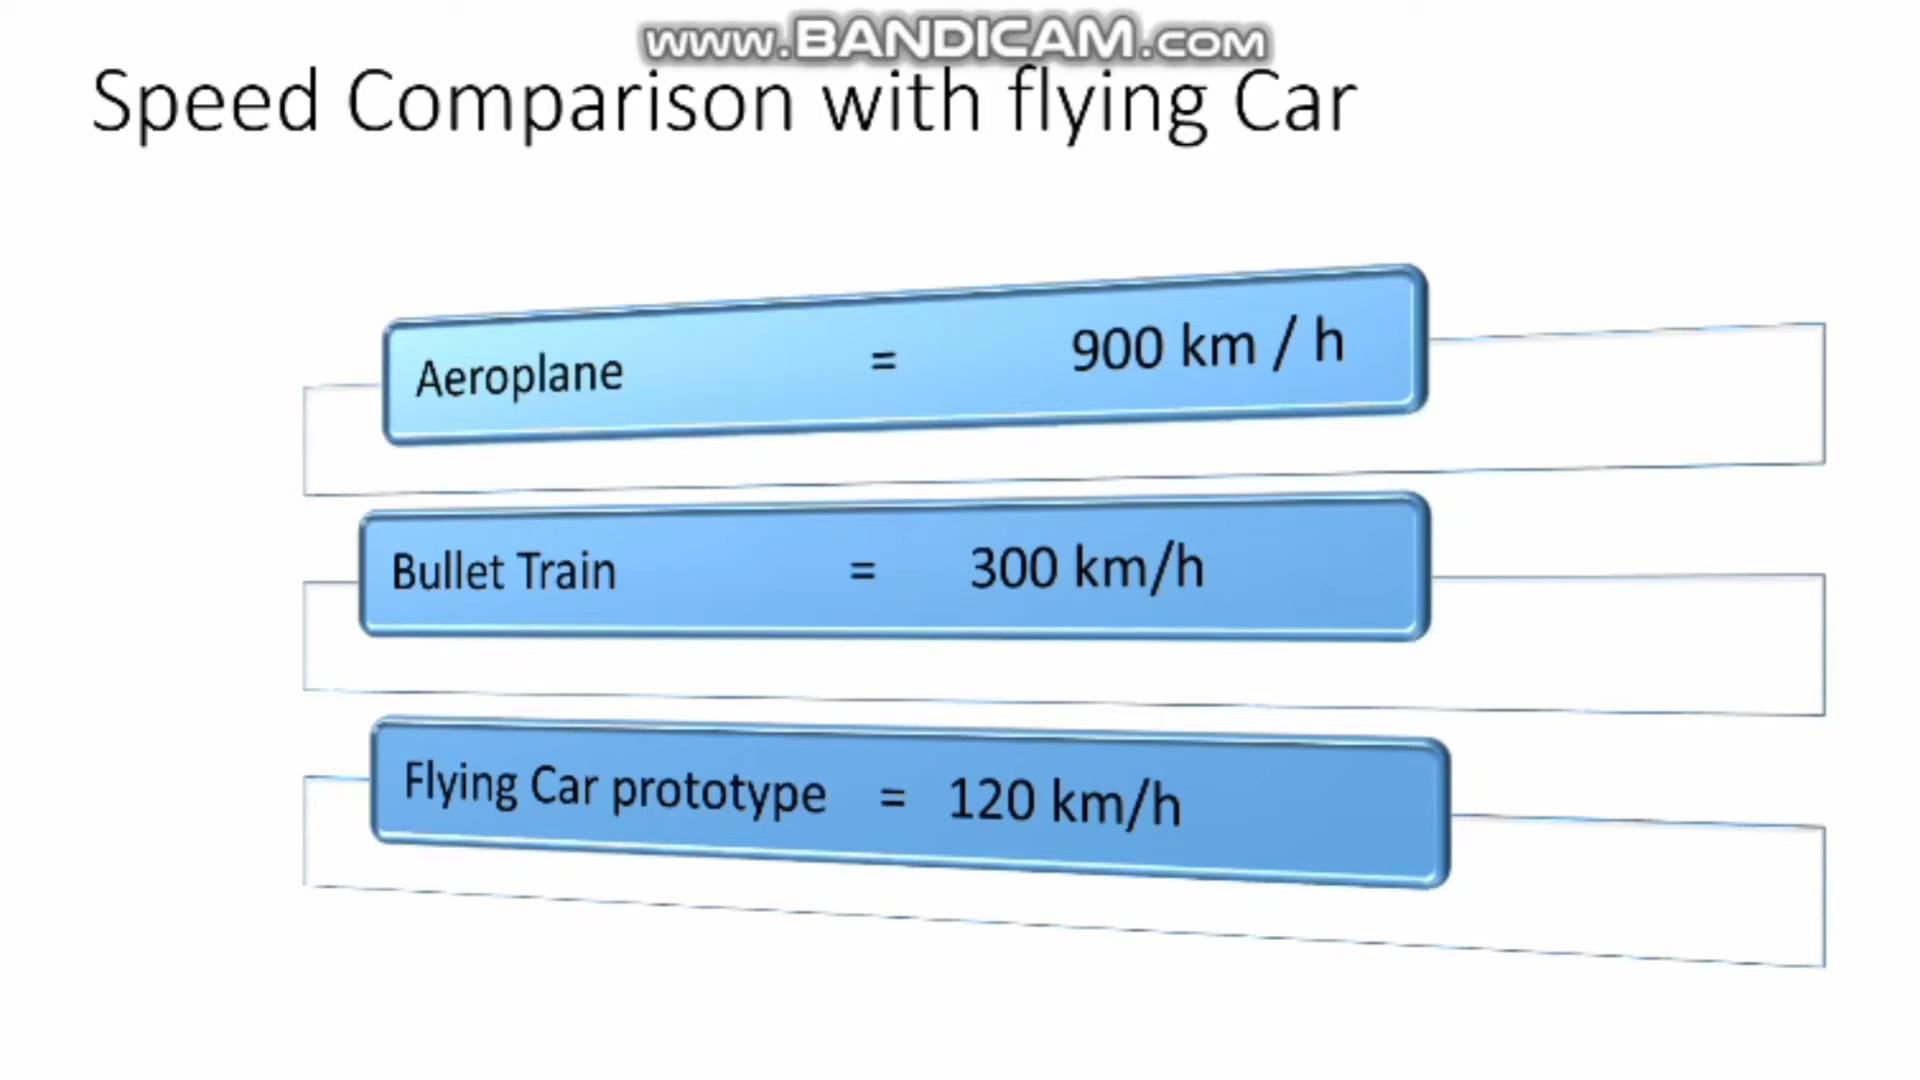 www.BANDICAM.com
Speed Comparison with flying Car
Aeroplane = 900 km / h
Bullet Train = 300 km/h
Flying Car prototype = 120 km/h